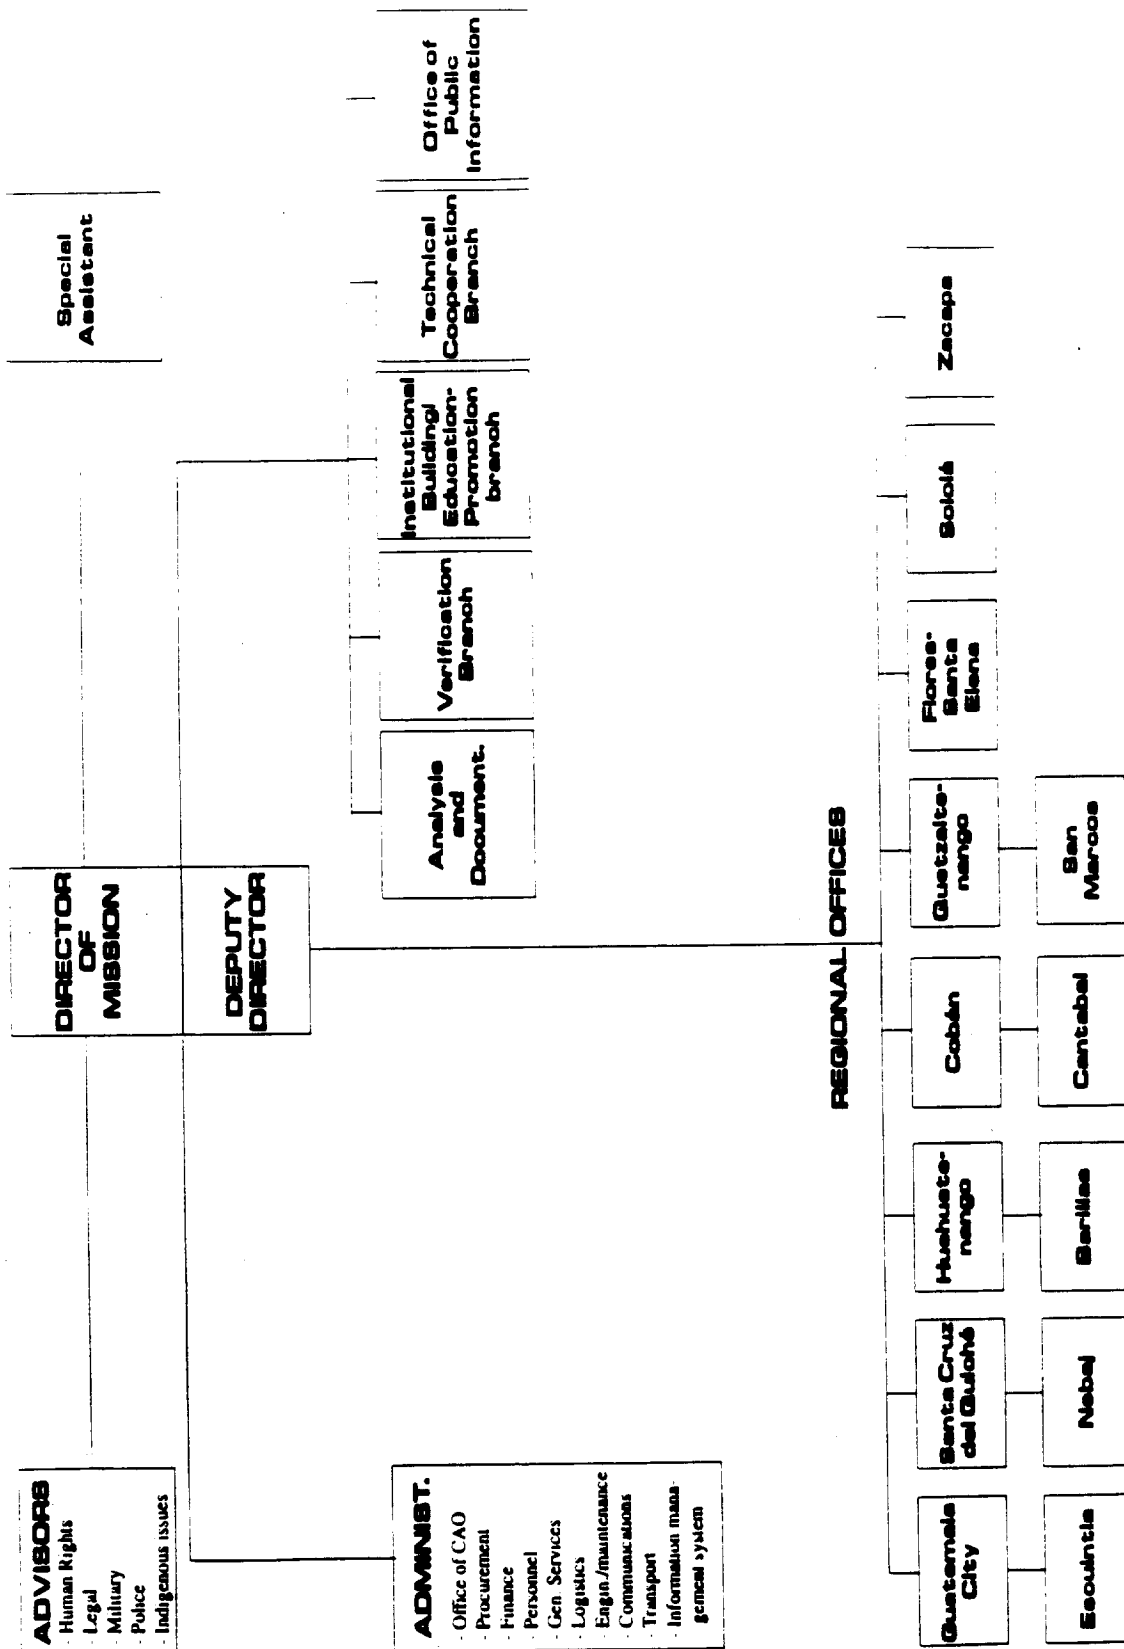 ADVISORS
- Human Rights
- Legal
- Military
- Police
- Indigenous issues
DIRECTOR
OF
MISSION
Special
Assistant
DEPUTY
DIRECTOR
ADMINIST.
- Office of CAO
- Procurement
- Finance
- Personnel
- Gen. Services
- Logistics
- Engin./maintenance
- Communications
- Transport
- Information mana-
gement system
Analysis
and
Document.
Verification
Branch
Institutional
Building/
Education-
Promotion
branch
Technical
Cooperation
Branch
Office of
Public
Information
REGIONAL OFFICES
Guatemala
City
Santa Cruz
del Quiché
Huehuete-
nango
Cobán
Quetzalte-
nango
Flores-
Santa
Elena
Sololá
Zacapa
Escuintla
Nebaj
Barillas
Cantabal
San
Marcos